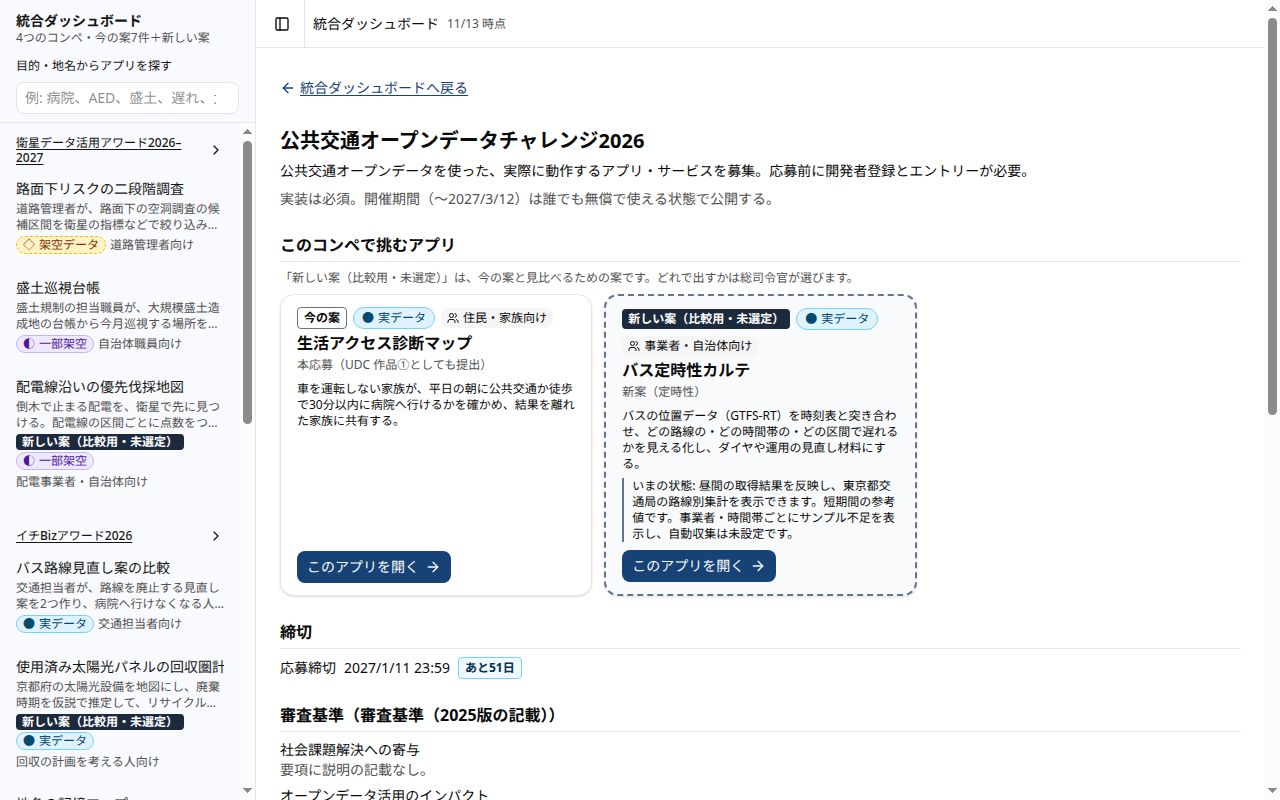 統合ダッシュボード
4つのコンペ・今の案7件＋新しい案
目的・地名からアプリを探す
例: 病院、AED、盛土、遅れ、
衛星データ活用アワード2026–
2027
路面下リスクの二段階調査
道路管理者が、路面下の空洞調査の候
補区間を衛星の指標などで絞り込み…
◇ 架空データ 道路管理者向け
盛土巡視台帳
盛土規制の担当職員が、大規模盛土造
成地の台帳から今月巡視する場所を…
◐ 一部架空 自治体職員向け
配電線沿いの優先伐採地図
倒木で止まる配電を、衛星で先に見つ
ける。配電線の区間ごとに点数をつ…
新しい案（比較用・未選定）
◐ 一部架空
配電事業者・自治体向け
イチBizアワード2026
バス路線見直し案の比較
交通担当者が、路線を廃止する見直し
案を2つ作り、病院へ行けなくなる人…
● 実データ 交通担当者向け
使用済み太陽光パネルの回収圏計
京都府の太陽光設備を地図にし、廃棄
時期を仮説で推定して、リサイクル…
新しい案（比較用・未選定）
● 実データ
回収の計画を考える人向け
統合ダッシュボード 11/13 時点
← 統合ダッシュボードへ戻る
公共交通オープンデータチャレンジ2026
公共交通オープンデータを使った、実際に動作するアプリ・サービスを募集。応募前に開発者登録とエントリーが必要。
実装は必須。開催期間（〜2027/3/12）は誰でも無償で使える状態で公開する。
このコンペで挑むアプリ
「新しい案（比較用・未選定）」は、今の案と見比べるための案です。どれで出すかは総司令官が選びます。
今の案 ● 実データ 住民・家族向け
生活アクセス診断マップ
本応募（UDC 作品①としても提出）
車を運転しない家族が、平日の朝に公共交通か徒歩
で30分以内に病院へ行けるかを確かめ、結果を離れ
た家族に共有する。
このアプリを開く →
新しい案（比較用・未選定） ● 実データ
事業者・自治体向け
バス定時性カルテ
新案（定時性）
バスの位置データ（GTFS-RT）を時刻表と突き合わ
せ、どの路線の・どの時間帯の・どの区間で遅れる
かを見える化し、ダイヤや運用の見直し材料にす
る。
いまの状態: 昼間の取得結果を反映し、東京都交
通局の路線別集計を表示できます。短期間の参考
値です。事業者・時間帯ごとにサンプル不足を表
示し、自動収集は未設定です。
このアプリを開く →
締切
応募締切 2027/1/11 23:59 あと51日
審査基準（審査基準（2025版の記載））
社会課題解決への寄与
要項に説明の記載なし。
オープンデータ活用のインパクト